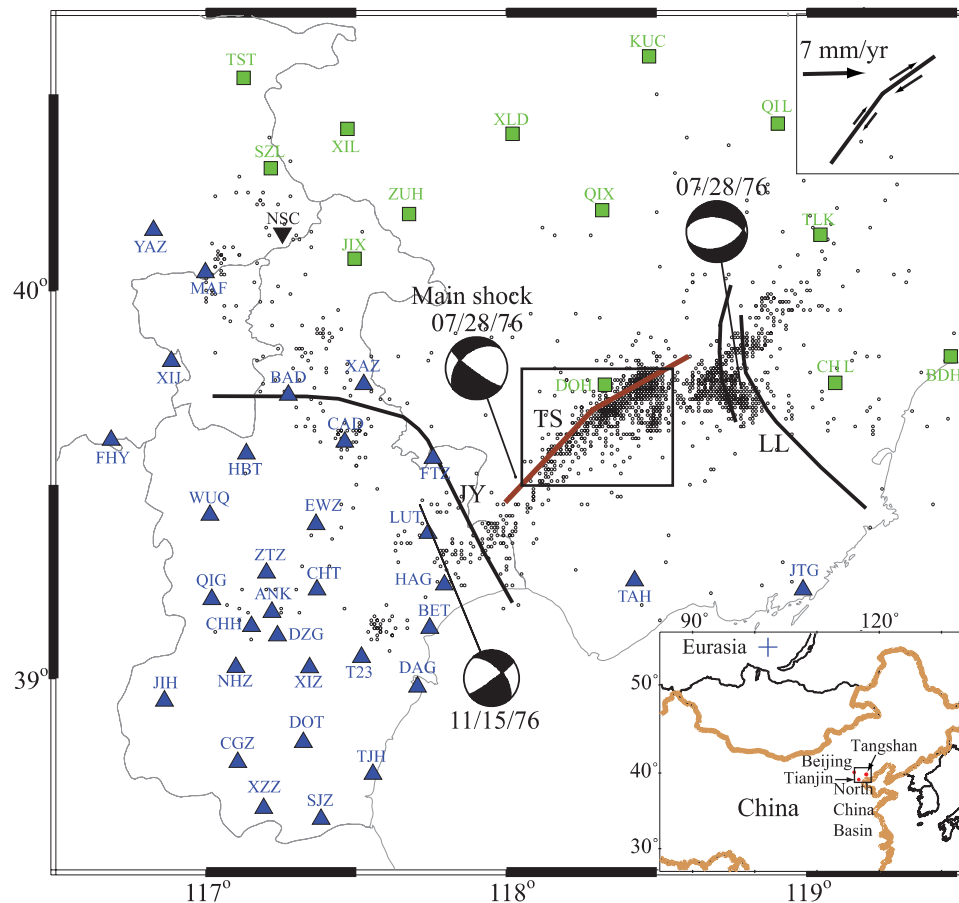 KUC
TST
7 mm/yr
QIL
XLD
XIL
SZL
07/28/76
ZUH
QIX
NSC
TLK
YAZ
JIX
40°
MAF
Main shock
07/28/76
XIJ
XAZ
BAD
DOU
CHL
BDH
TS
CAD
FHY
LL
HBT
FTZ
JY
WUQ
EWZ
LUT
ZTZ
CHT
HAG
JTG
QIG
ANK
TAH
BET
CHH
DZG
90°
120°
Eurasia
39°
NHZ
XIZ
T23
DAG
50°
JIH
11/15/76
DOT
CGZ
TJH
Beijing
Tangshan
40°
Tianjin
North
China
China
Basin
XZZ
SJZ
30°
117°
118°
119°